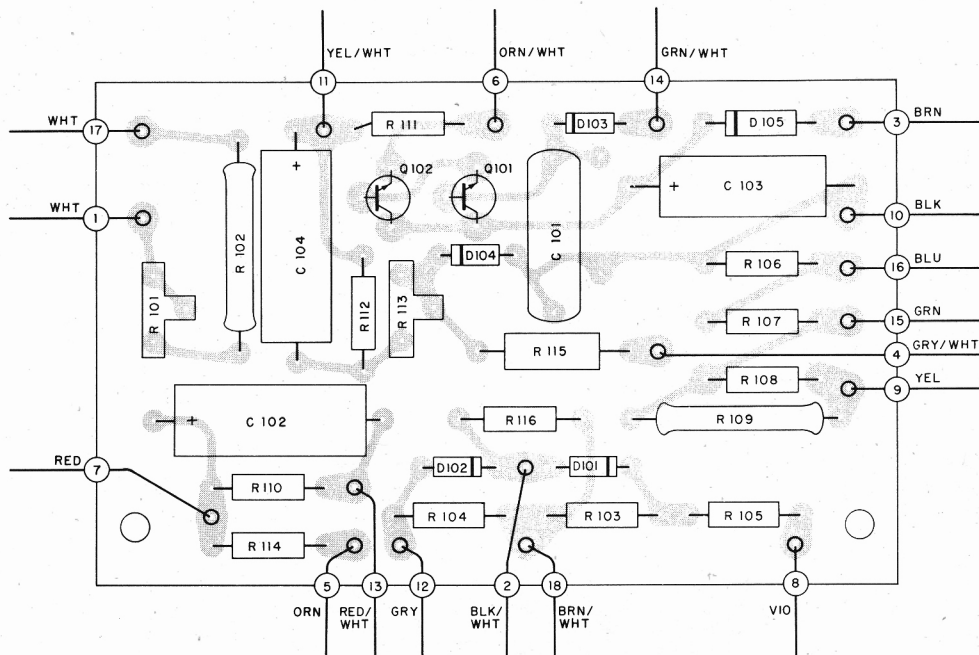 YEL/WHT
ORN/WHT
GRN/WHT
11
6
14
WHT
17
R 111
D103
D 105
3
BRN
Q102
Q101
+
+
C 103
WHT
1
10
BLK
R 102
C 104
C 101
D104
R 106
16
BLU
R 101
R 112
R 113
R 107
15
GRN
R 115
4
GRY/WHT
R 108
9
YEL
+
C 102
R 116
R 109
RED
7
D102
D101
R 110
R 104
R 103
R 105
R 114
5
13
12
2
18
8
ORN
RED/
WHT
GRY
BLK/
WHT
BRN/
WHT
VIO